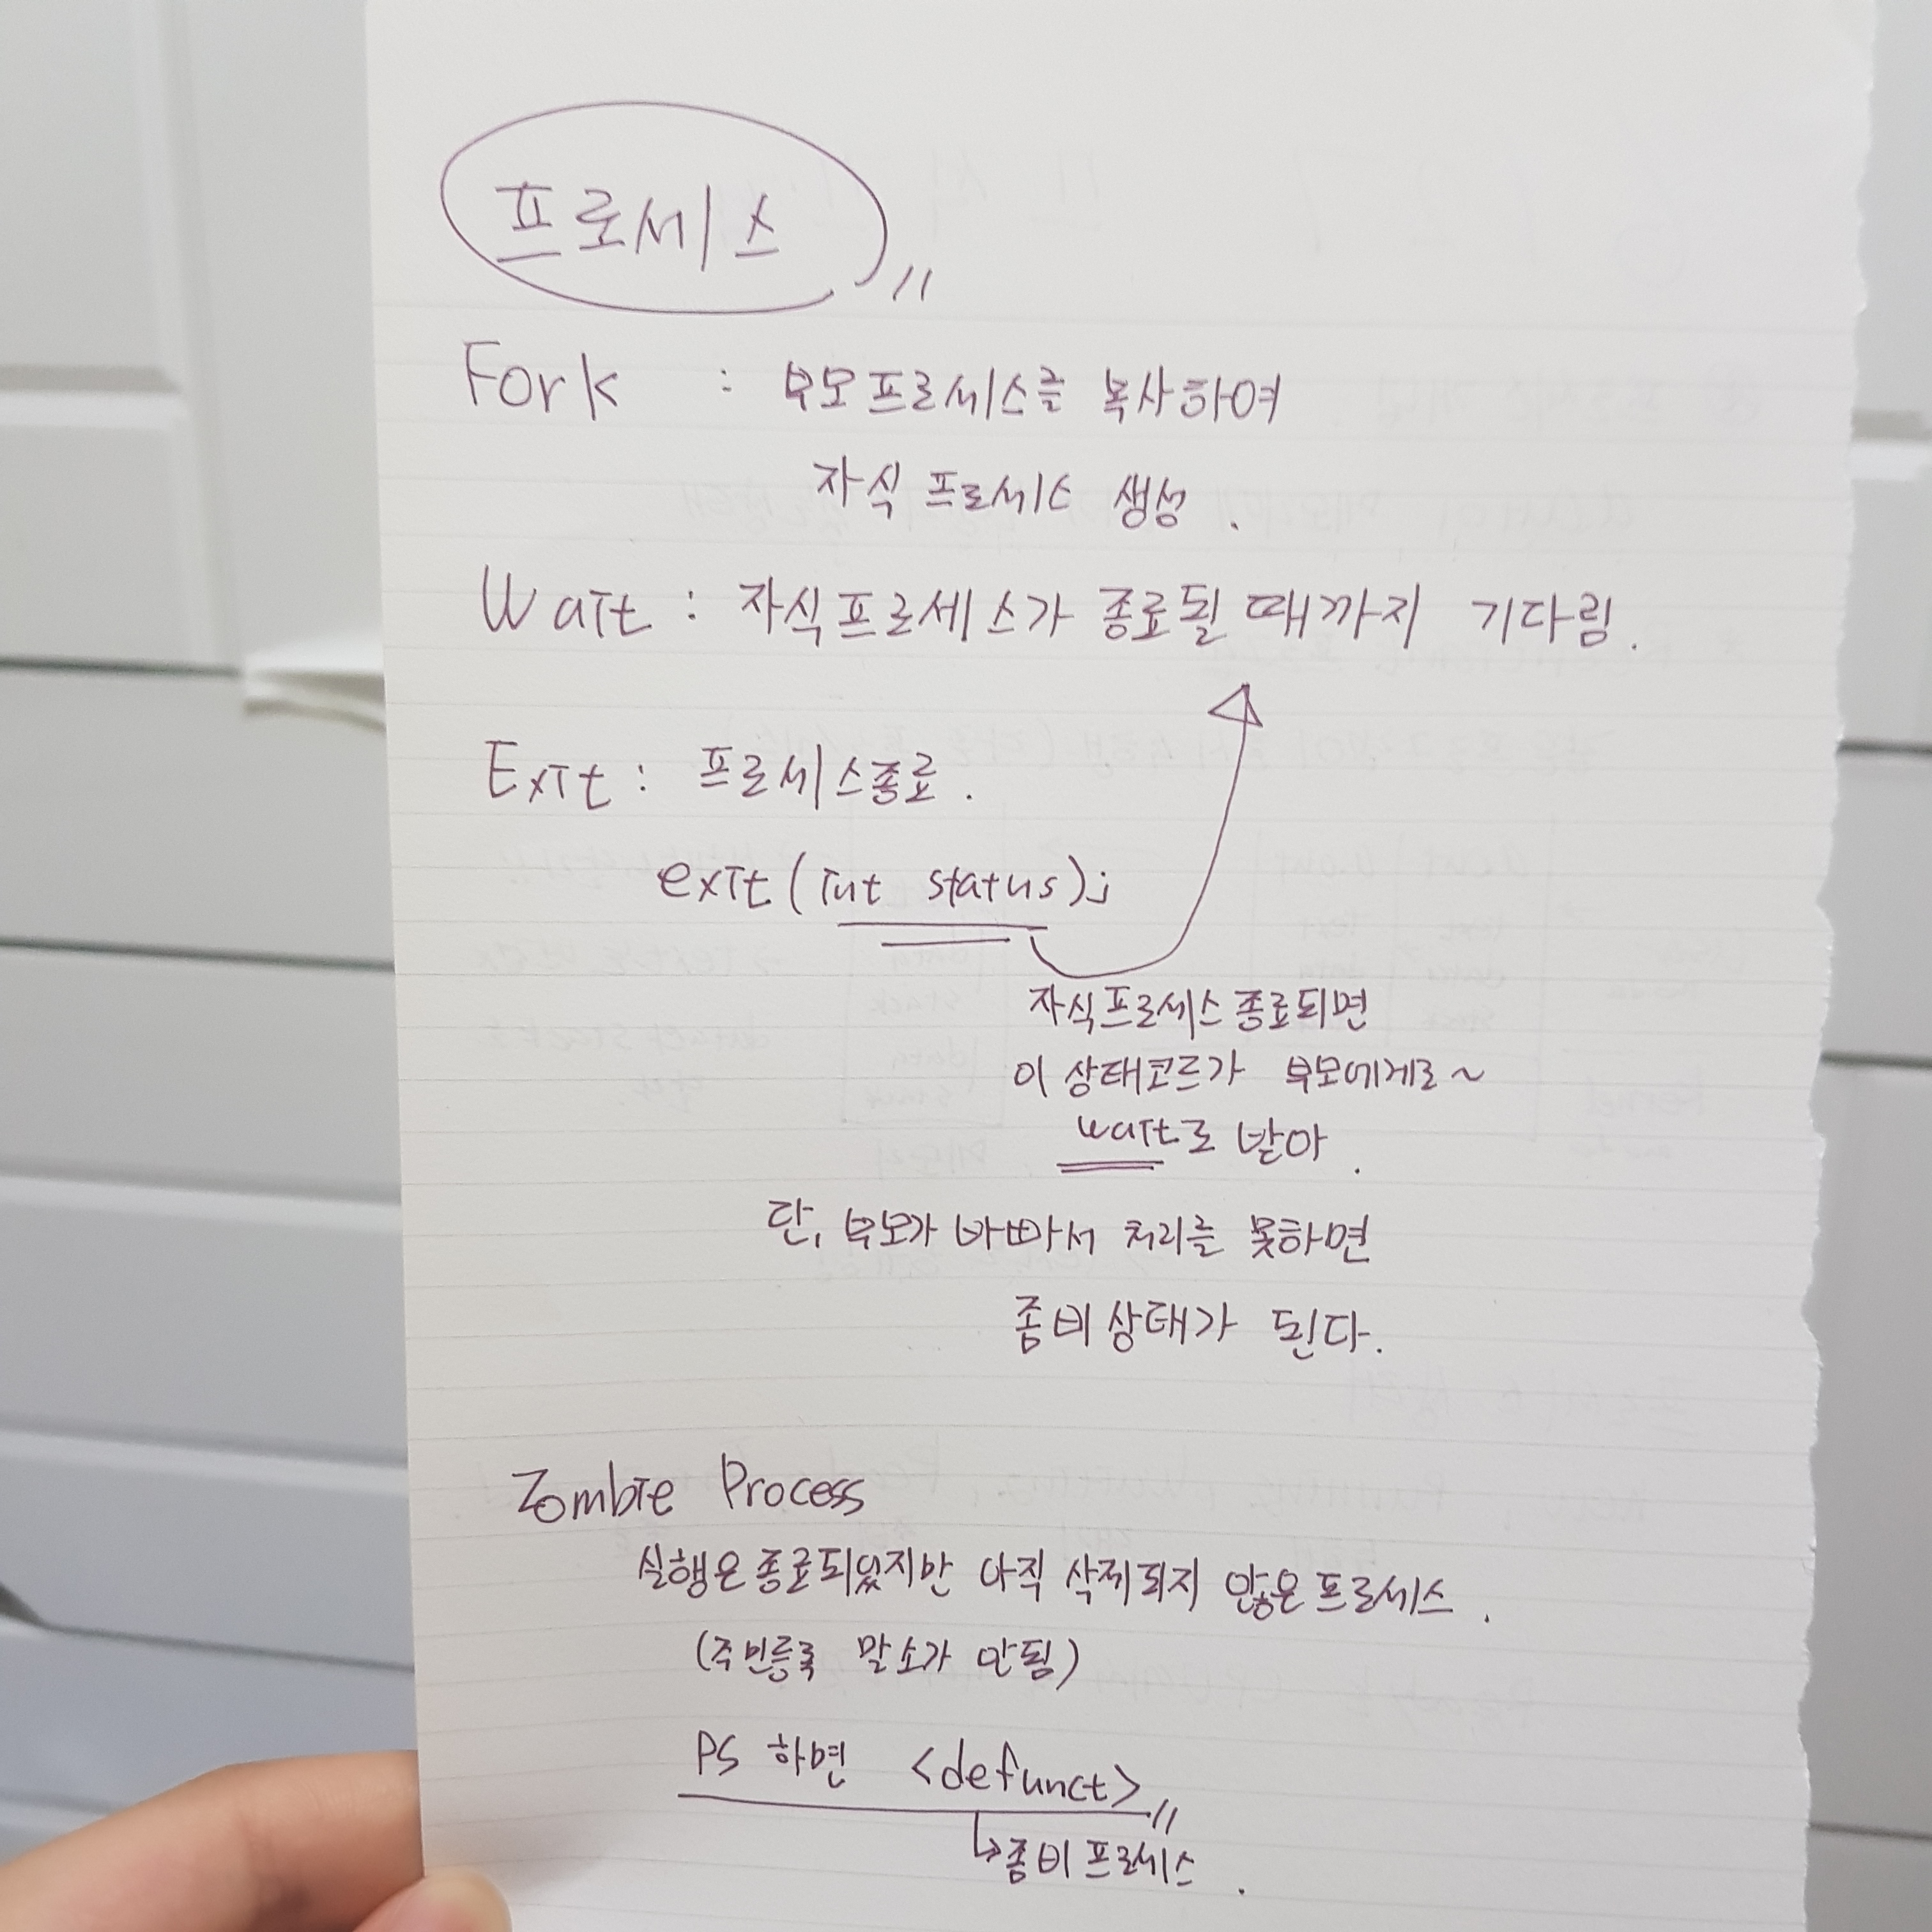 프로세스
Fork : 부모프로세스를 복사하여
자식 프로세스 생성.
Wait : 자식프로세스가 종료될 때까지 기다림.
Exit : 프로세스종료.
exit (int status);
자식프로세스 종료되면
이 상태코드가 부모에게로~
wait로 받아.
단, 부모가 바빠서 처리를 못하면
좀비상태가 된다.
Zombie Process
실행은 종료되었지만 아직 삭제되지 않은 프로세스.
(주민등록 말소가 안됨)
PS 하면 <defunct>
↳좀비프로세스.